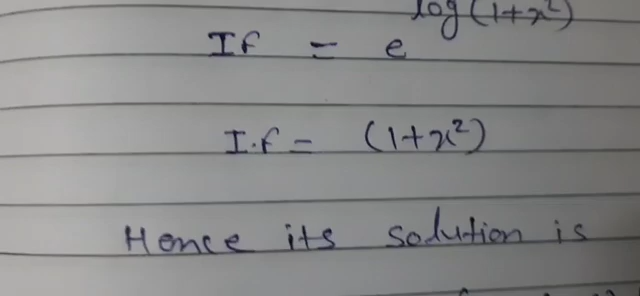 If = e^log(1+x²)
I.f = (1+x²)
Hence its solution is